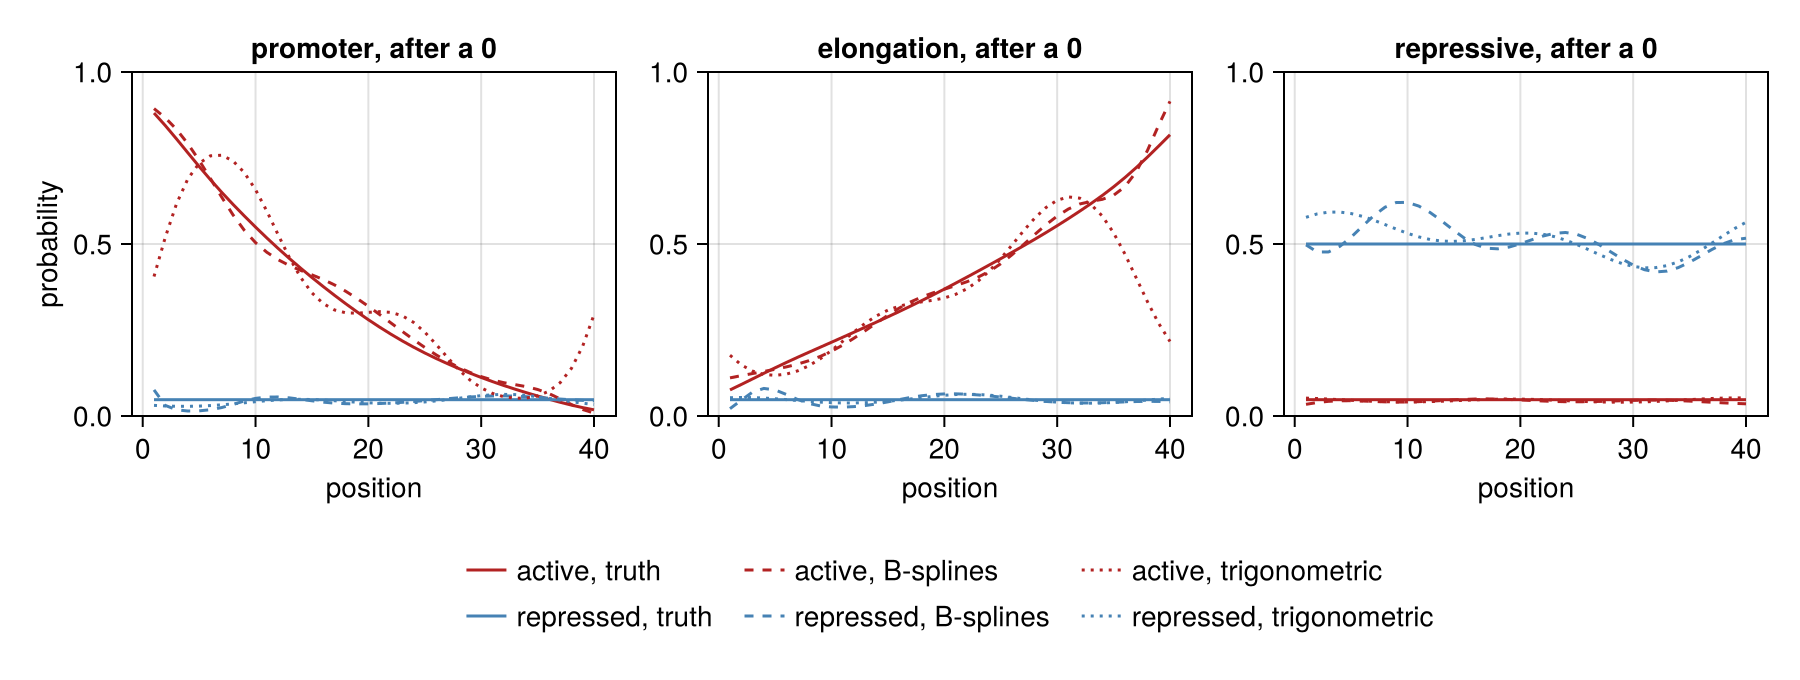 promoter, after a 0
elongation, after a 0
repressive, after a 0
probability
1.0
0.5
0.0
0 10 20 30 40
position
1.0
0.5
0.0
0 10 20 30 40
position
1.0
0.5
0.0
0 10 20 30 40
position
active, truth
active, B-splines
active, trigonometric
repressed, truth
repressed, B-splines
repressed, trigonometric